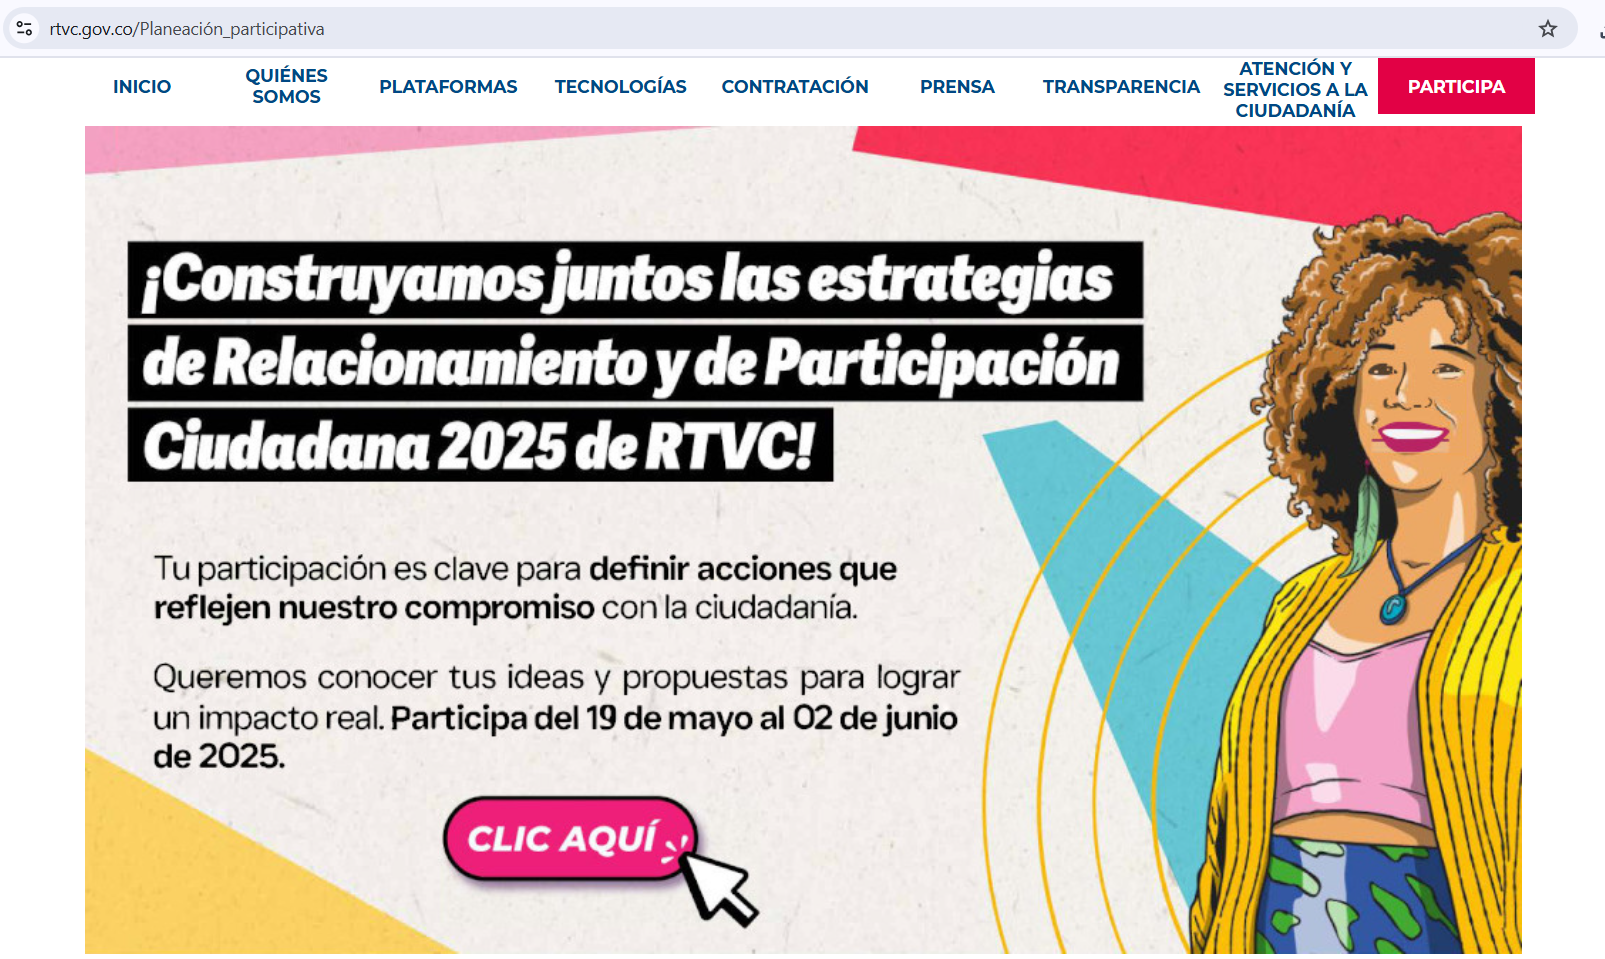 rtvc.gov.co/Planeación_participativa
INICIO
QUIÉNES
SOMOS
PLATAFORMAS
TECNOLOGÍAS
CONTRATACIÓN
PRENSA
TRANSPARENCIA
ATENCIÓN Y
SERVICIOS A LA
CIUDADANÍA
PARTICIPA
¡Construyamos juntos las estrategias
de Relacionamiento y de Participación
Ciudadana 2025 de RTVC!
Tu participación es clave para definir acciones que
reflejen nuestro compromiso con la ciudadanía.
Queremos conocer tus ideas y propuestas para lograr
un impacto real. Participa del 19 de mayo al 02 de junio
de 2025.
CLIC AQUÍ